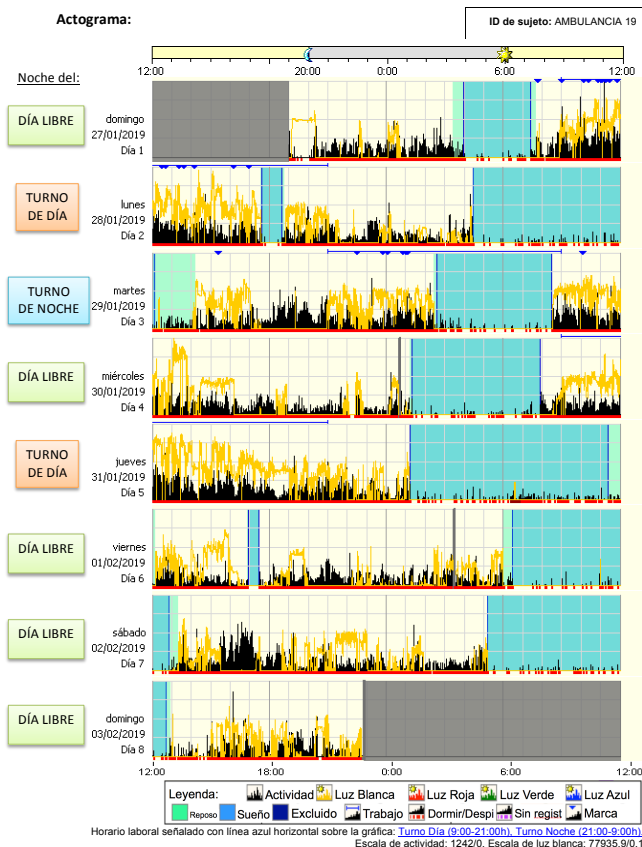 Actograma:
ID de sujeto: AMBULANCIA 19
Noche del:
12:00 20:00 0:00 6:00 12:00
DÍA LIBRE
domingo
27/01/2019
Día 1
TURNO
DE DÍA
lunes
28/01/2019
Día 2
TURNO
DE NOCHE
martes
29/01/2019
Día 3
DÍA LIBRE
miércoles
30/01/2019
Día 4
TURNO
DE DÍA
jueves
31/01/2019
Día 5
DÍA LIBRE
viernes
01/02/2019
Día 6
DÍA LIBRE
sábado
02/02/2019
Día 7
DÍA LIBRE
domingo
03/02/2019
Día 8
12:00 18:00 0:00 6:00 12:00
Leyenda: Actividad Luz Blanca Luz Roja Luz Verde Luz Azul
Reposo Sueño Excluido Trabajo Dormir/Despi Sin regist Marca
Horario laboral señalado con línea azul horizontal sobre la gráfica: Turno Día (9:00-21:00h), Turno Noche (21:00-9:00h).
Escala de actividad: 1242/0. Escala de luz blanca: 77935.9/0.1